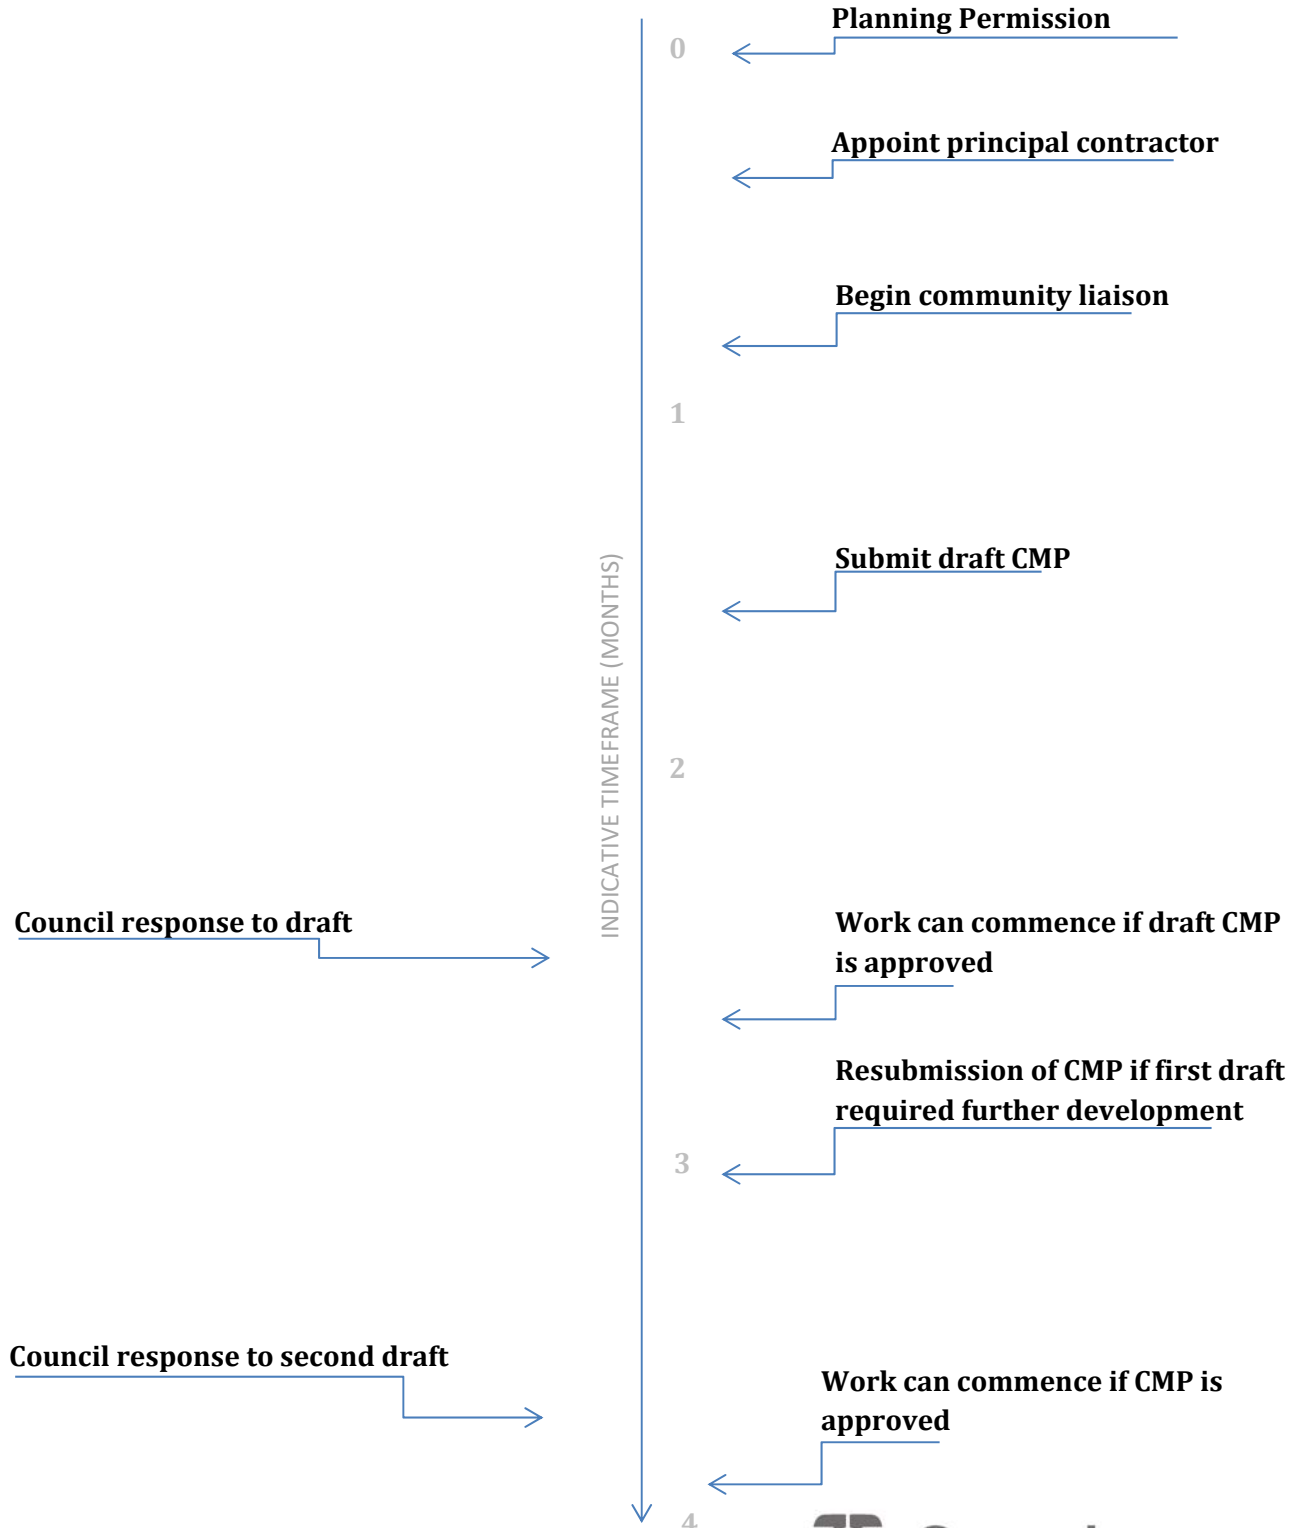 Planning Permission
0
Appoint principal contractor
Begin community liaison
1
Submit draft CMP
INDICATIVE TIMEFRAME (MONTHS)
2
Council response to draft
Work can commence if draft CMP
is approved
Resubmission of CMP if first draft
required further development
3
Council response to second draft
Work can commence if CMP is
approved
4